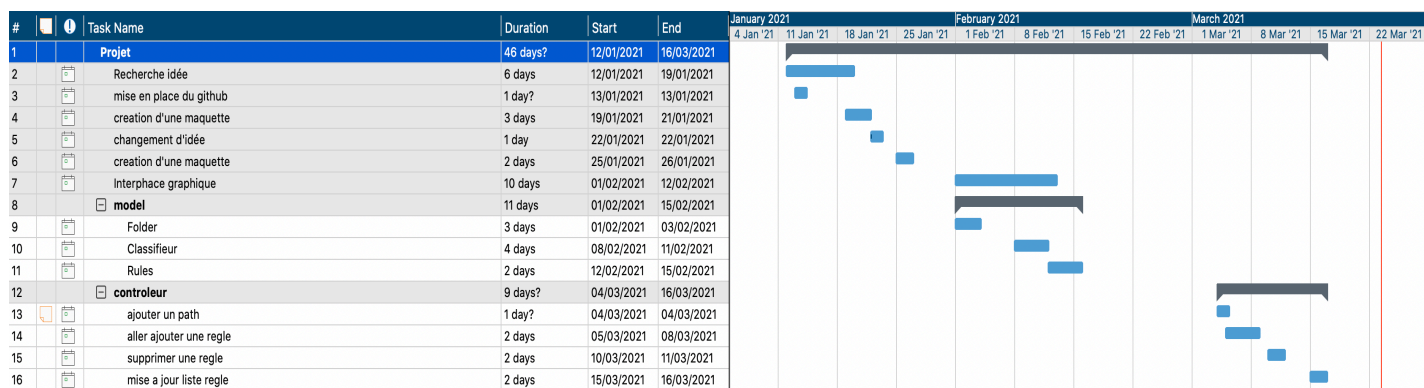 # Task Name Duration Start End January 2021 February 2021 March 2021
4 Jan '21 11 Jan '21 18 Jan '21 25 Jan '21 1 Feb '21 8 Feb '21 15 Feb '21 22 Feb '21 1 Mar '21 8 Mar '21 15 Mar '21 22 Mar '21
1 Projet 46 days? 12/01/2021 16/03/2021
2 Recherche idée 6 days 12/01/2021 19/01/2021
3 mise en place du github 1 day? 13/01/2021 13/01/2021
4 creation d'une maquette 3 days 19/01/2021 21/01/2021
5 changement d'idée 1 day 22/01/2021 22/01/2021
6 creation d'une maquette 2 days 25/01/2021 26/01/2021
7 Interphace graphique 10 days 01/02/2021 12/02/2021
8 model 11 days 01/02/2021 15/02/2021
9 Folder 3 days 01/02/2021 03/02/2021
10 Classifieur 4 days 08/02/2021 11/02/2021
11 Rules 2 days 12/02/2021 15/02/2021
12 controleur 9 days? 04/03/2021 16/03/2021
13 ajouter un path 1 day? 04/03/2021 04/03/2021
14 aller ajouter une regle 2 days 05/03/2021 08/03/2021
15 supprimer une regle 2 days 10/03/2021 11/03/2021
16 mise a jour liste regle 2 days 15/03/2021 16/03/2021